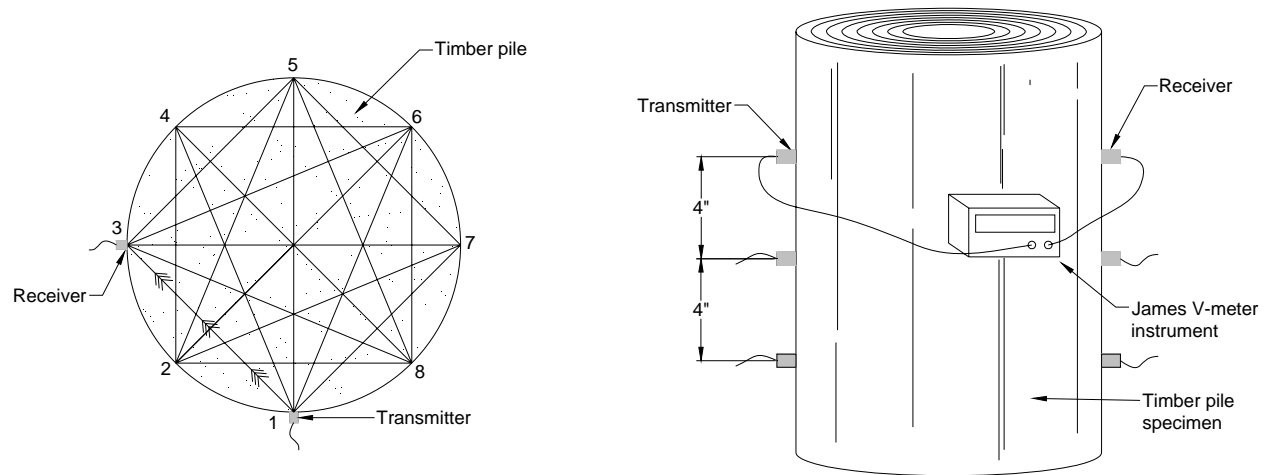 Timber pile
5
4
6
3
7
Receiver
2
8
1
Transmitter
Transmitter
Receiver
4"
4"
James V-meter
instrument
Timber pile
specimen